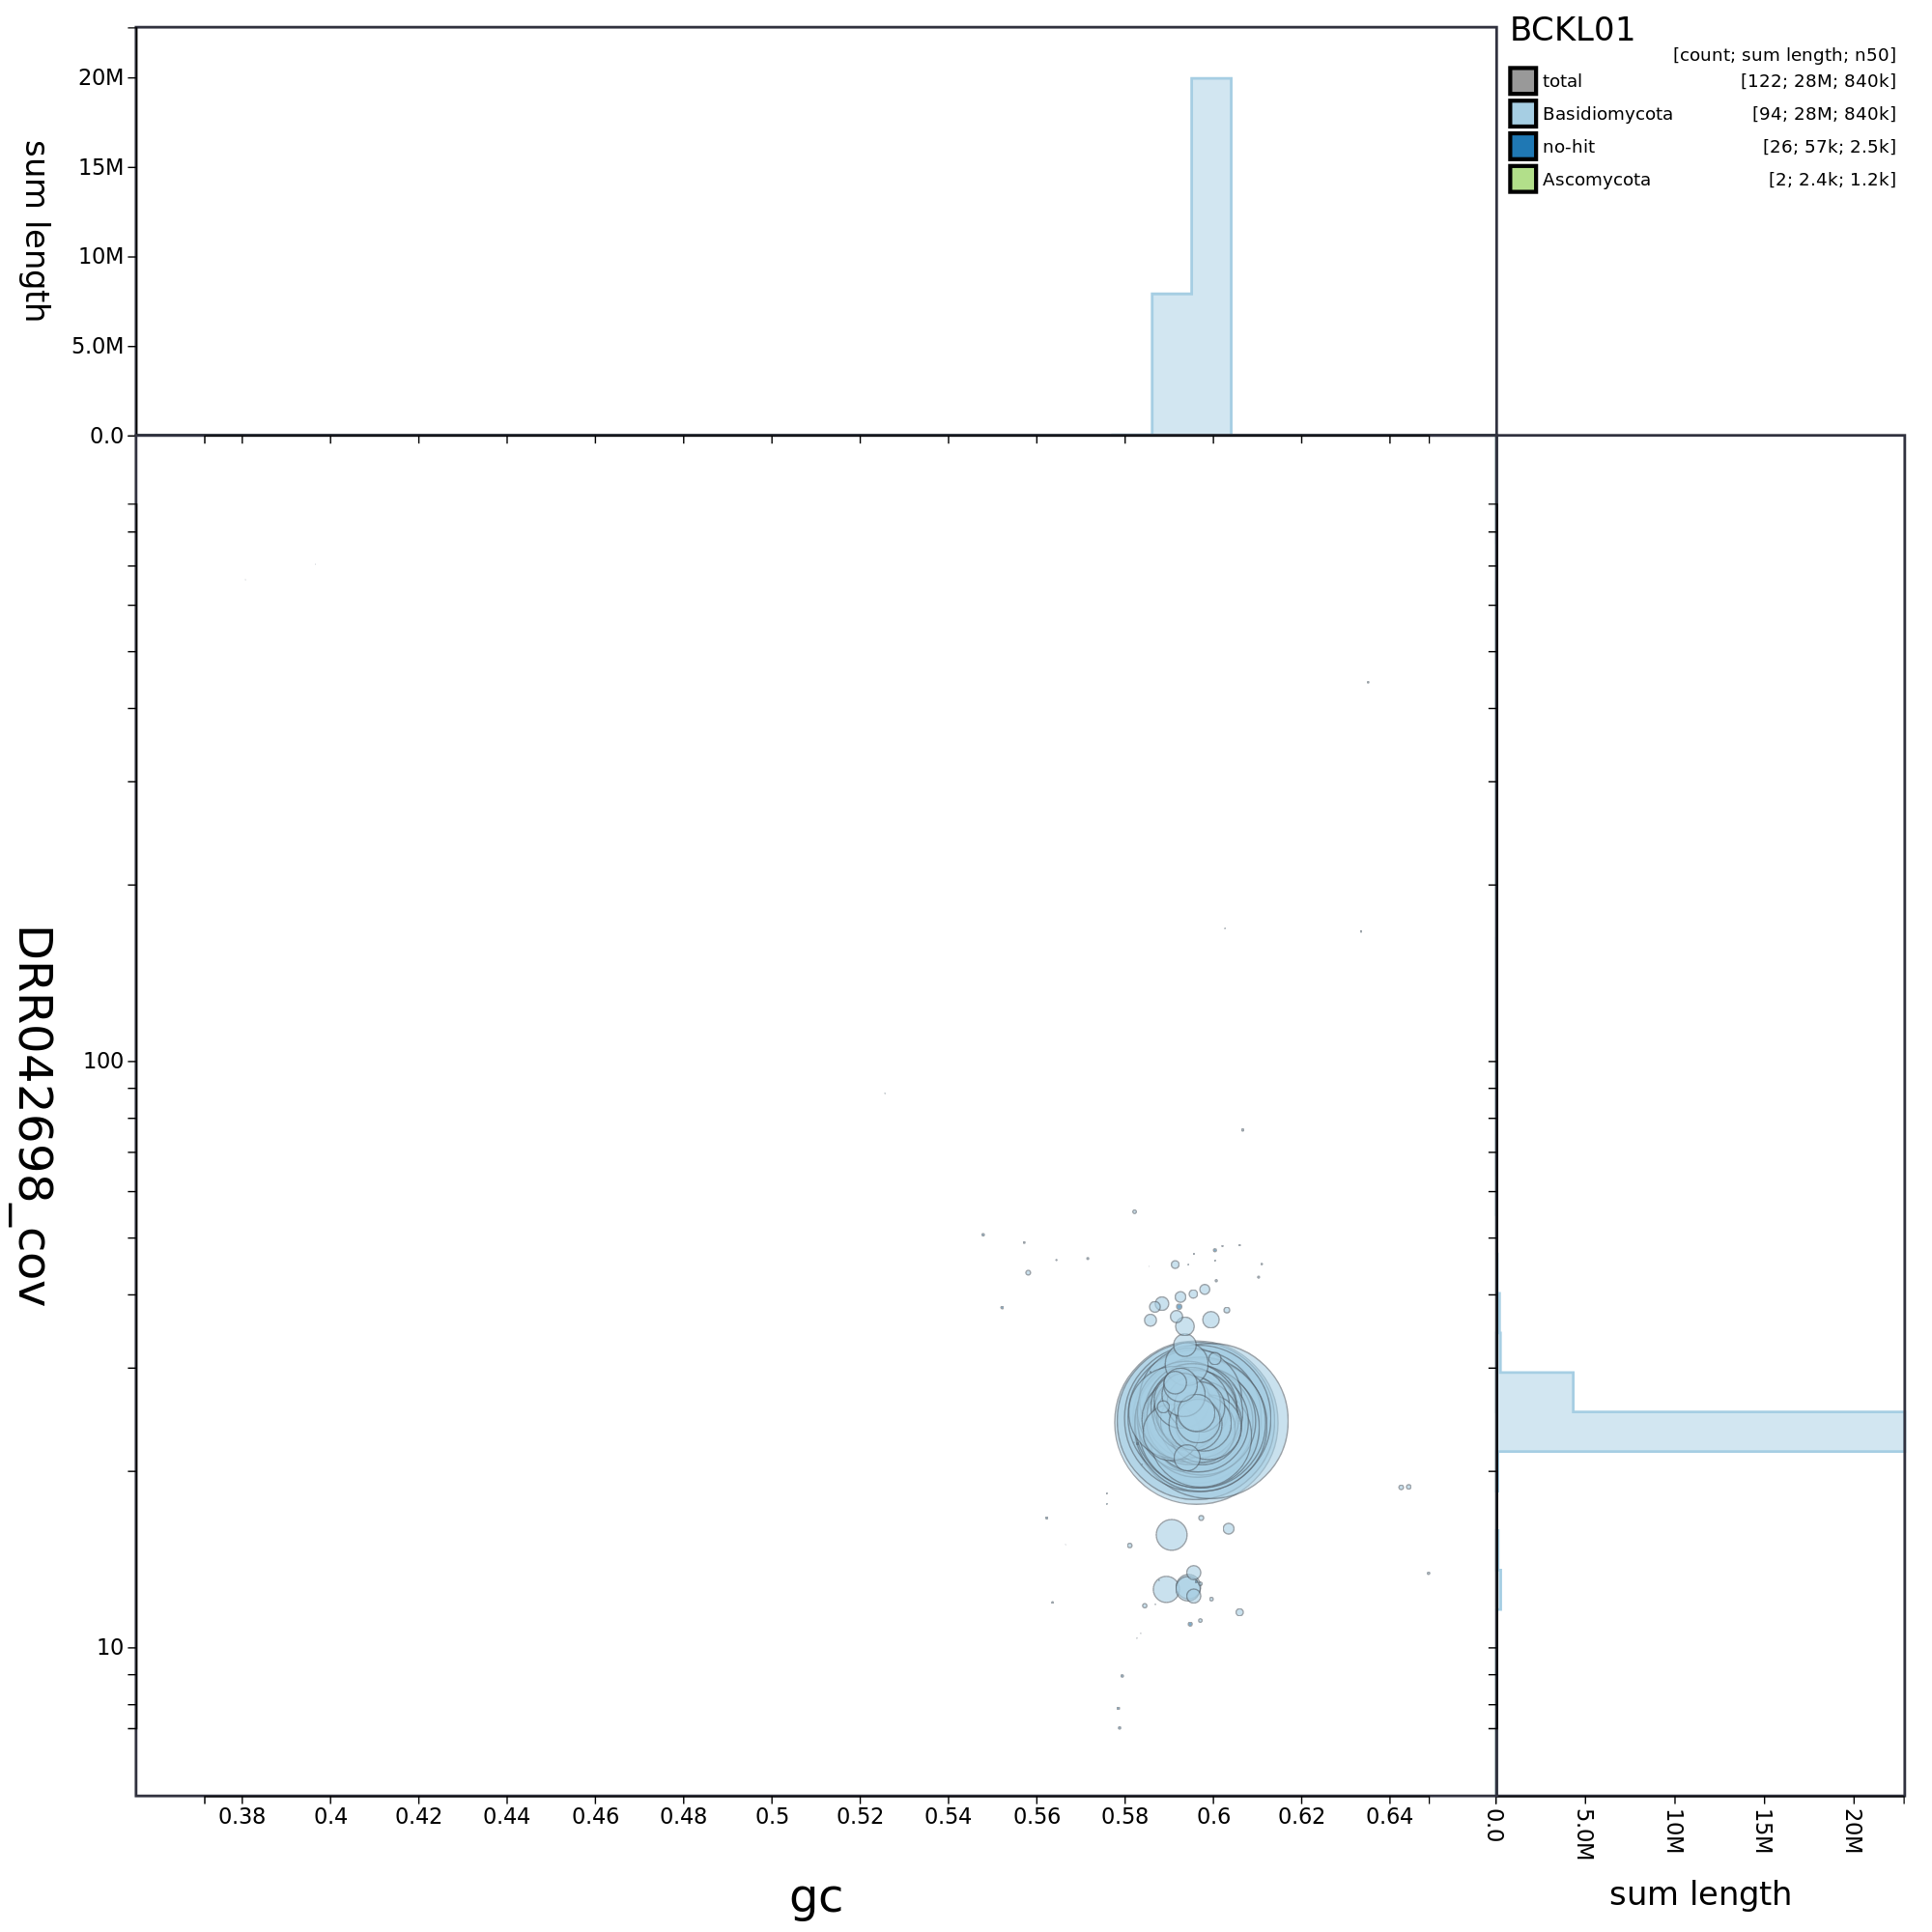 BCKL01
[count; sum length; n50]
total [122; 28M; 840k]
Basidiomycota [94; 28M; 840k]
no-hit [26; 57k; 2.5k]
Ascomycota [2; 2.4k; 1.2k]
sum length
20M
15M
10M
5.0M
0.0
DRR042698_cov
100
10
0.38 0.4 0.42 0.44 0.46 0.48 0.5 0.52 0.54 0.56 0.58 0.6 0.62 0.64
gc
0.0 5.0M 10M 15M 20M
sum length